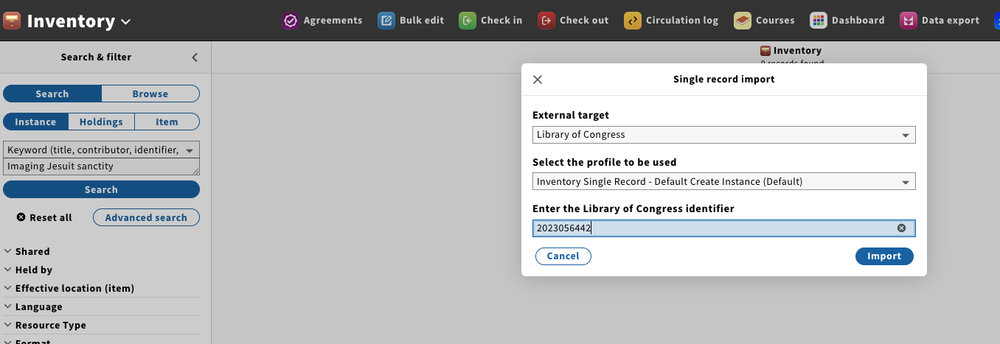 Inventory
Agreements
Bulk edit
Check in
Check out
Circulation log
Courses
Dashboard
Data export
Search & filter
Inventory
0 records found
Search
Browse
Instance
Holdings
Item
Keyword (title, contributor, identifier,
Imaging Jesuit sanctity
Search
Reset all
Advanced search
Shared
Held by
Effective location (item)
Language
Resource Type
Format
Single record import
External target
Library of Congress
Select the profile to be used
Inventory Single Record - Default Create Instance (Default)
Enter the Library of Congress identifier
2023056442
Cancel
Import